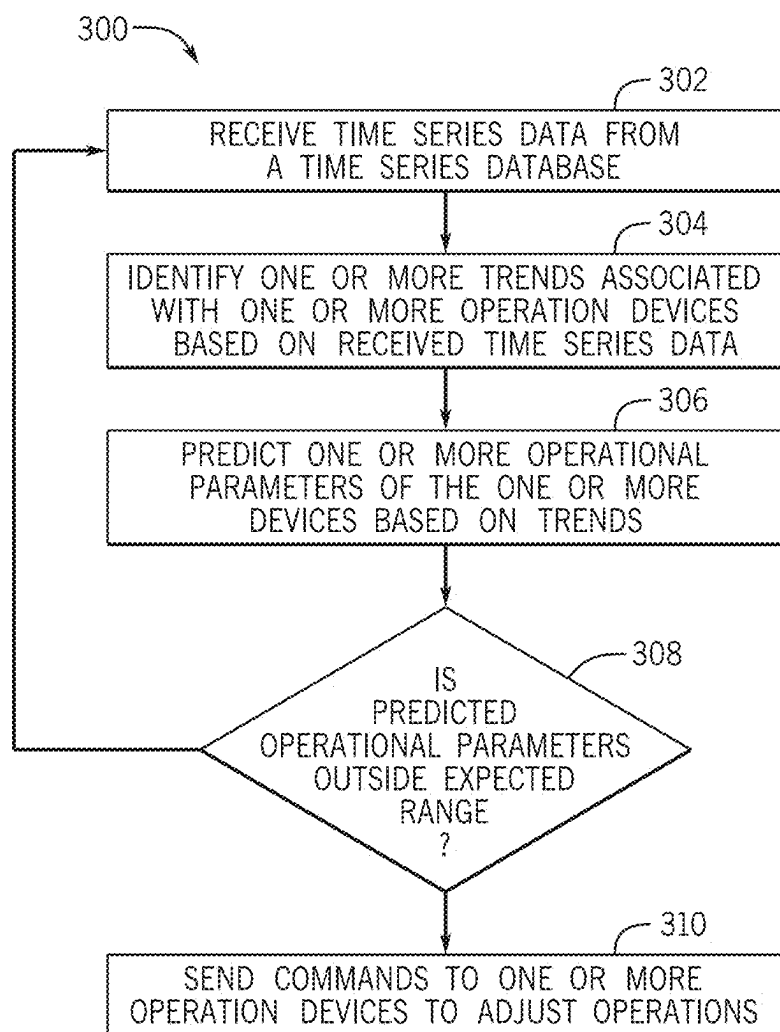 300
302
RECEIVE TIME SERIES DATA FROM
A TIME SERIES DATABASE
304
IDENTIFY ONE OR MORE TRENDS ASSOCIATED
WITH ONE OR MORE OPERATION DEVICES
BASED ON RECEIVED TIME SERIES DATA
306
PREDICT ONE OR MORE OPERATIONAL
PARAMETERS OF THE ONE OR MORE
DEVICES BASED ON TRENDS
308
IS
PREDICTED
OPERATIONAL PARAMETERS
OUTSIDE EXPECTED
RANGE
?
310
SEND COMMANDS TO ONE OR MORE
OPERATION DEVICES TO ADJUST OPERATIONS